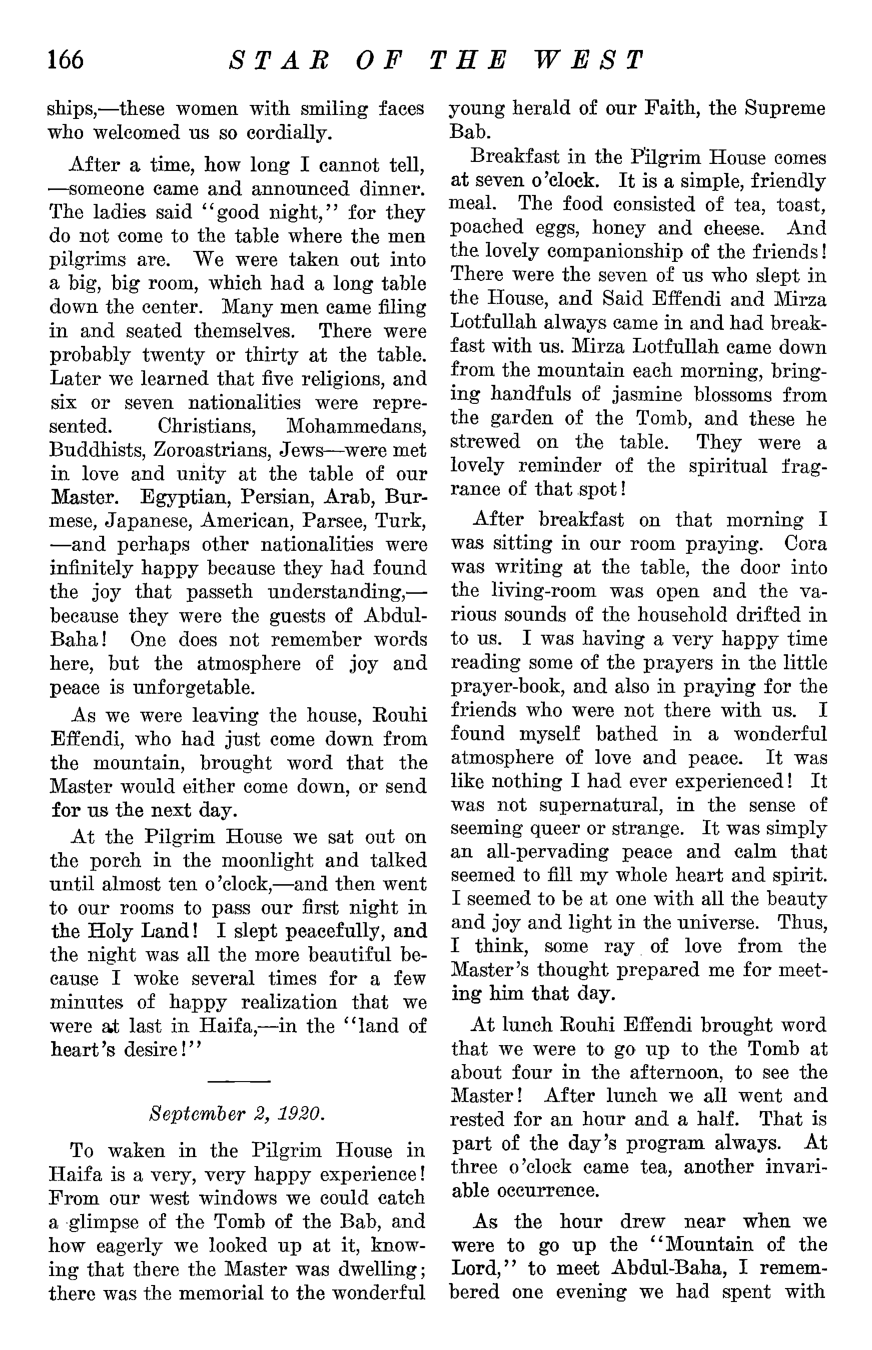 166 STAR OF THE WEST
ships,—these women with smiling faces
who welcomed us so cordially.
After a time, how long I cannot tell,
—someone came and announced dinner.
The ladies said ‘‘good night,’’ for they
do not come to the table where the men
pilgrims are. We were taken out into
a big, big room, which had a long table
down the center. Many men came filing
in and seated themselves. There were
probably twenty or thirty at the table.
Later we learned that five religions, and
six or seven nationalities were repre-
sented. Christians, Mohammedans,
Buddhists, Zoroastrians, Jews—were met
in love and unity at the table of our
Master. Egyptian, Persian, Arab, Bur-
mese, Japanese, American, Parsee, Turk,
—and perhaps other nationalities were
infinitely happy because they had found
the joy that passeth understanding,—
because they were the guests of Abdul-
Baha! One does not remember words
here, but the atmosphere of joy and
peace is unforgetable.
As we were leaving the house, Rouhi
Effendi, who had just come down from
the mountain, brought word that the
Master would either come down, or send
for us the next day.
At the Pilgrim House we sat out on
the porch in the moonlight and talked
until almost ten o’clock,—and then went
to our rooms to pass our first night in
the Holy Land! I slept peacefully, and
the night was all the more beautiful be-
cause I woke several times for a few
minutes of happy realization that we
were at last in Haifa,—in the ‘‘land of
heart’s desire!’’
September 2, 1920.
To waken in the Pilgrim House in
Haifa is a very, very happy experience!
From our west windows we could catch
a glimpse of the Tomb of the Bab, and
how eagerly we looked up at it, know-
ing that there the Master was dwelling;
there was the memorial to the wonderful
young herald of our Faith, the Supreme
Bab.
Breakfast in the Pilgrim House comes
at seven o’clock. It is a simple, friendly
meal. The food consisted of tea, toast,
poached eggs, honey and cheese. And
the lovely companionship of the friends!
There were the seven of us who slept in
the House, and Said Effendi and Mirza
Lotfullah always came in and had break-
fast with us. Mirza Lotfullah came down
from the mountain each morning, bring-
ing handfuls of jasmine blossoms from
the garden of the Tomb, and these he
strewed on the table. They were a
lovely reminder of the spiritual frag-
rance of that spot!
After breakfast on that morning I
was sitting in our room praying. Cora
was writing at the table, the door into
the living-room was open and the va-
rious sounds of the household drifted in
to us. I was having a very happy time
reading some of the prayers in the little
prayer-book, and also in praying for the
friends who were not there with us. I
found myself bathed in a wonderful
atmosphere of love and peace. It was
like nothing I had ever experienced! It
was not supernatural, in the sense of
seeming queer or strange. It was simply
an all-pervading peace and calm that
seemed to fill my whole heart and spirit.
I seemed to be at one with all the beauty
and joy and light in the universe. Thus,
I think, some ray of love from the
Master’s thought prepared me for meet-
ing him that day.
At lunch Rouhi Effendi brought word
that we were to go up to the Tomb at
about four in the afternoon, to see the
Master! After lunch we all went and
rested for an hour and a half. That is
part of the day’s program always. At
three o’clock came tea, another invari-
able occurrence.
As the hour drew near when we
were to go up the ‘‘Mountain of the
Lord,’’ to meet Abdul-Baha, I remem-
bered one evening we had spent with